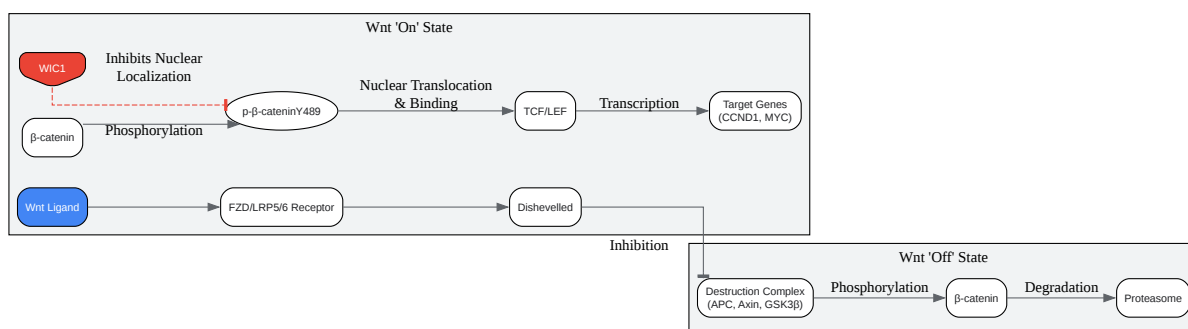 Wnt 'On' State
WIC1
Inhibits Nuclear
Localization
β-catenin
Phosphorylation
p-β-cateninY489
Nuclear Translocation
& Binding
TCF/LEF
Transcription
Target Genes
(CCND1, MYC)
Wnt Ligand
FZD/LRP5/6 Receptor
Dishevelled
Inhibition
Wnt 'Off' State
Destruction Complex
(APC, Axin, GSK3β)
Phosphorylation
β-catenin
Degradation
Proteasome